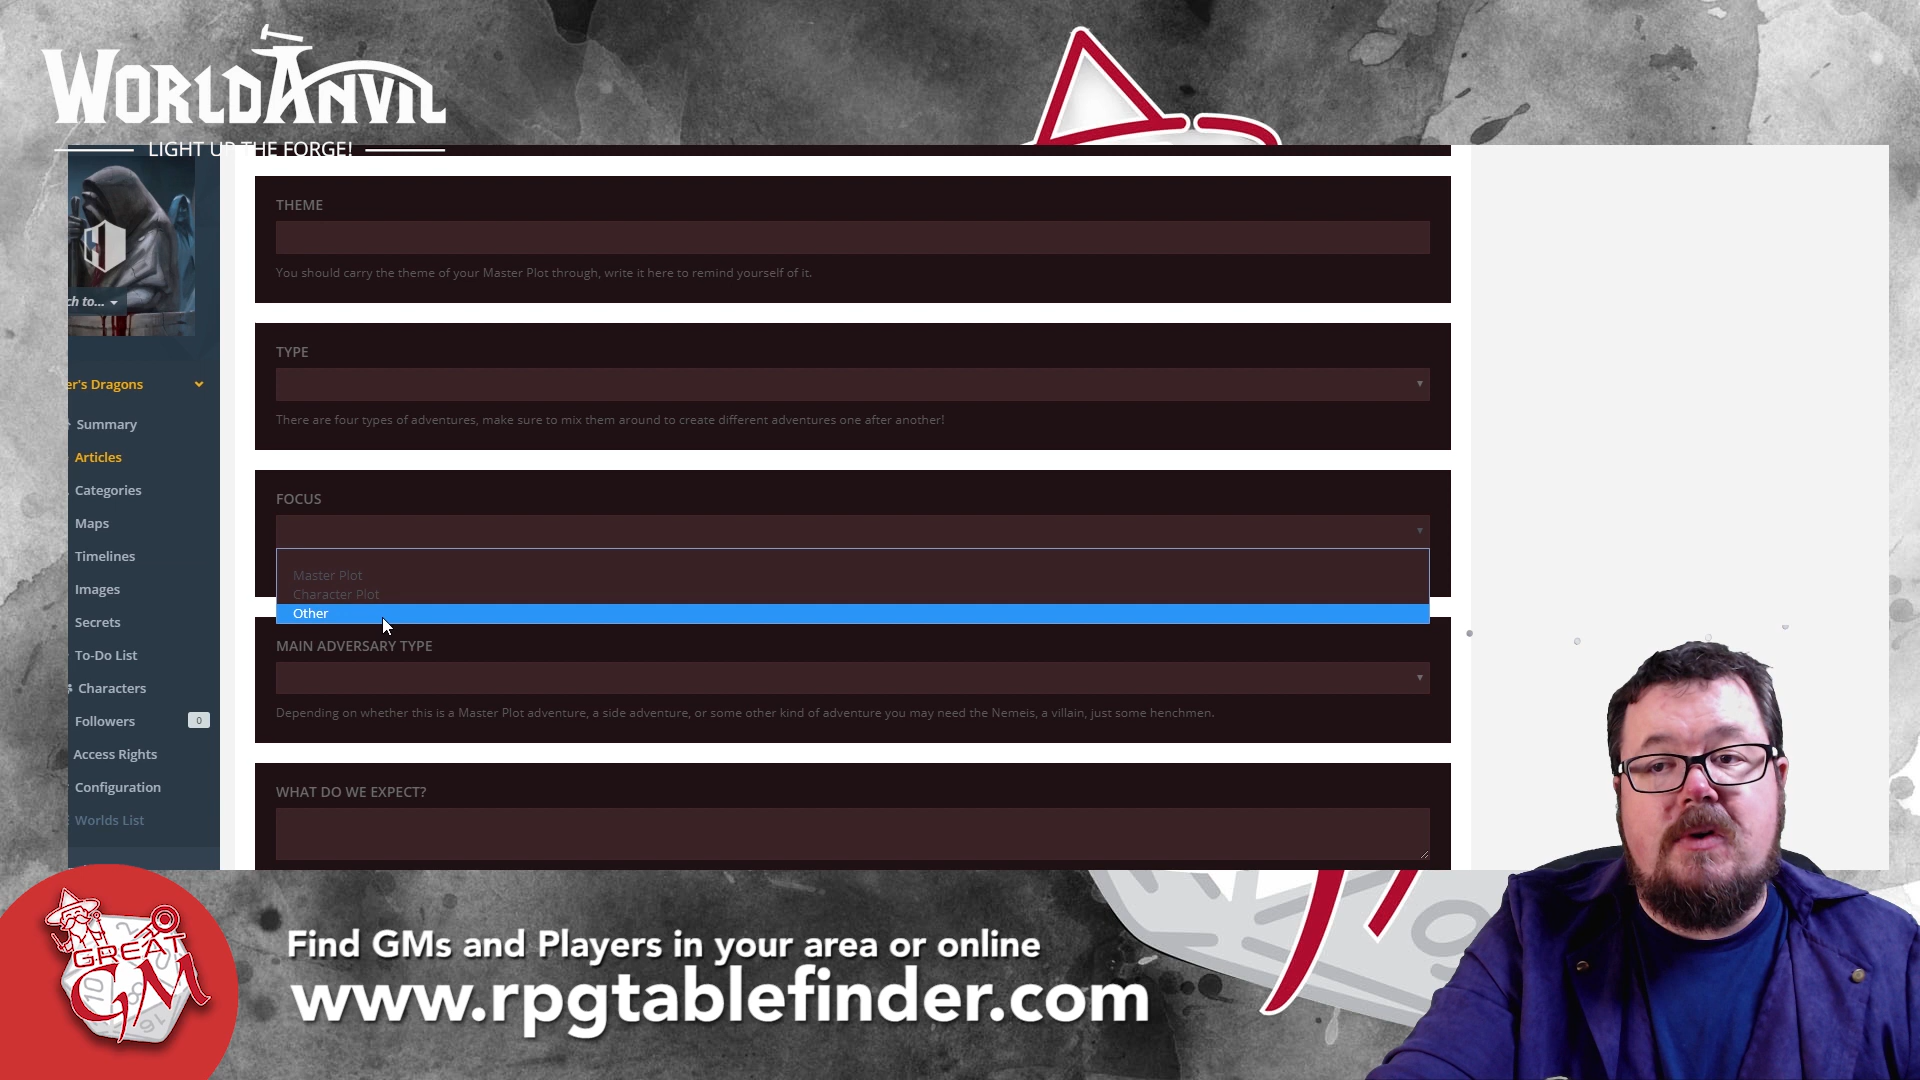 WORLDANVIL
LIGHT UP THE FORGE!
ch to...
er's Dragons
Summary
Articles
Categories
Maps
Timelines
Images
Secrets
To-Do List
Characters
Followers
0
Access Rights
Configuration
Worlds List
THEME
You should carry the theme of your Master Plot through, write it here to remind yourself of it.
TYPE
There are four types of adventures, make sure to mix them around to create different adventures one after another!
FOCUS
Master Plot
Character Plot
Other
MAIN ADVERSARY TYPE
Depending on whether this is a Master Plot adventure, a side adventure, or some other kind of adventure you may need the Nemeis, a villain, just some henchmen.
WHAT DO WE EXPECT?
GREAT
GM
Find GMs and Players in your area or online
www.rpgtablefinder.com